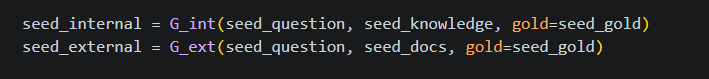 seed_internal = G_int(seed_question, seed_knowledge, gold=seed_gold)
seed_external = G_ext(seed_question, seed_docs, gold=seed_gold)